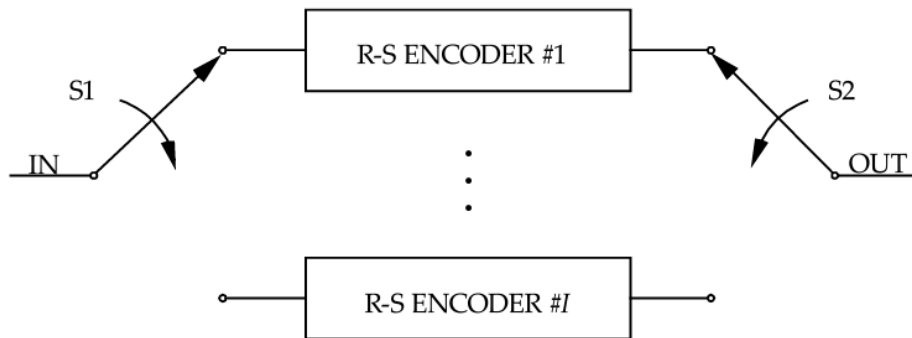 R-S ENCODER #1
S1
S2
IN
OUT
R-S ENCODER #I